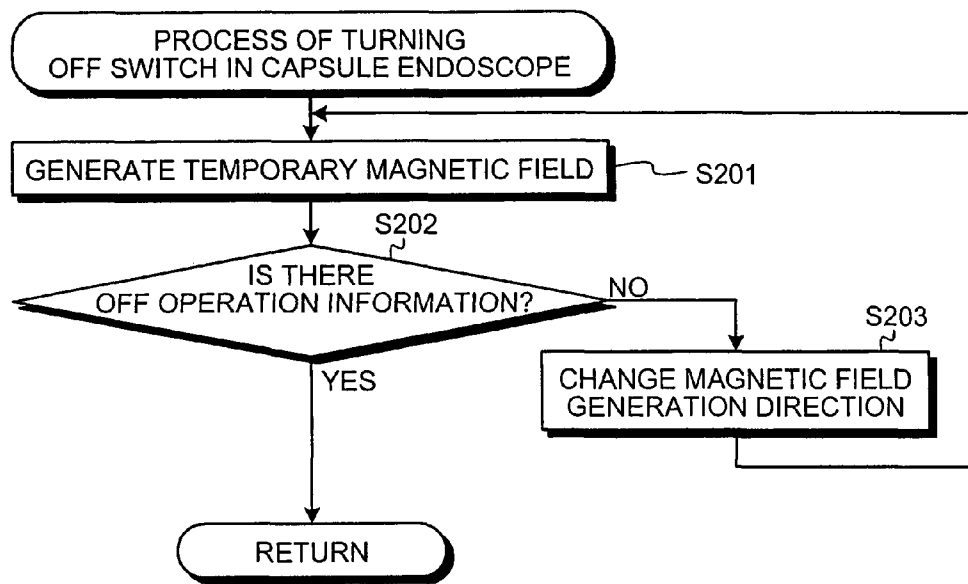 PROCESS OF TURNING
OFF SWITCH IN CAPSULE ENDOSCOPE
GENERATE TEMPORARY MAGNETIC FIELD
S201
S202
IS THERE
OFF OPERATION INFORMATION?
NO
S203
YES
CHANGE MAGNETIC FIELD
GENERATION DIRECTION
RETURN